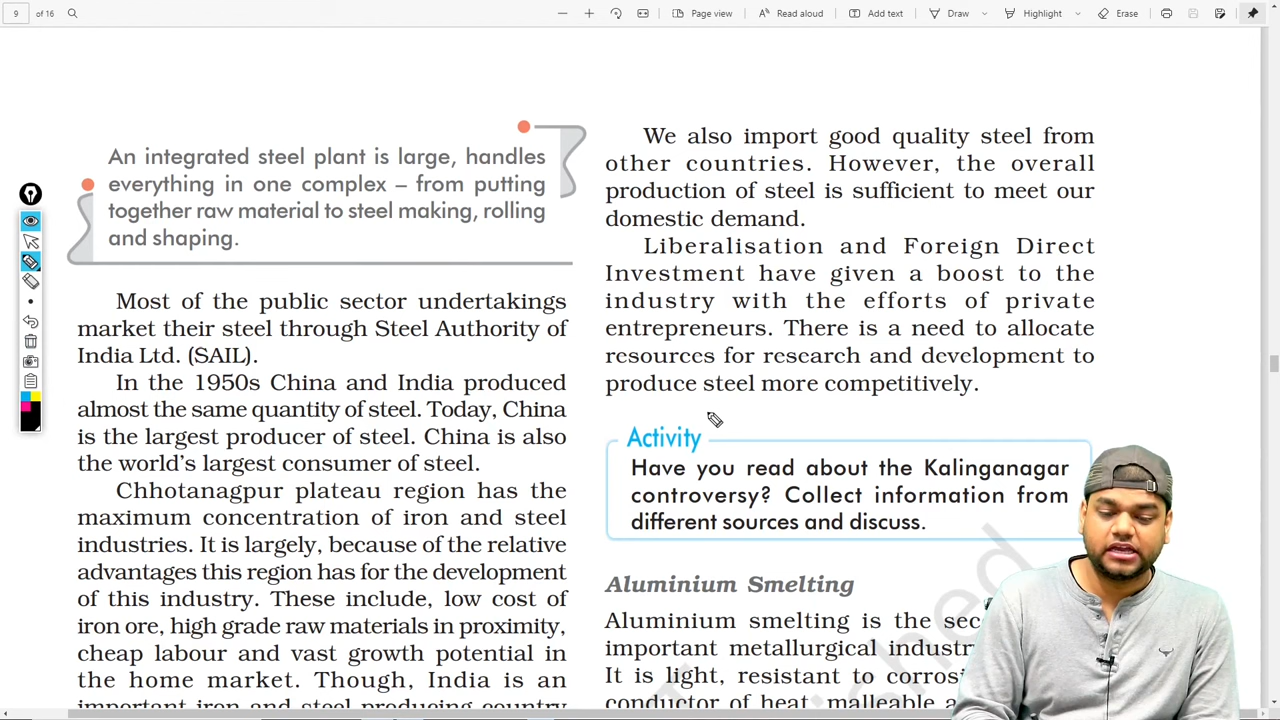 9 of 16
Page view
Read aloud
Add text
Draw
Highlight
Erase
An integrated steel plant is large, handles
everything in one complex – from putting
together raw material to steel making, rolling
and shaping.
Most of the public sector undertakings
market their steel through Steel Authority of
India Ltd. (SAIL).
In the 1950s China and India produced
almost the same quantity of steel. Today, China
is the largest producer of steel. China is also
the world's largest consumer of steel.
Chhotanagpur plateau region has the
maximum concentration of iron and steel
industries. It is largely, because of the relative
advantages this region has for the development
of this industry. These include, low cost of
iron ore, high grade raw materials in proximity,
cheap labour and vast growth potential in
the home market. Though, India is an
important iron and steel producing country
We also import good quality steel from
other countries. However, the overall
production of steel is sufficient to meet our
domestic demand.
Liberalisation and Foreign Direct
Investment have given a boost to the
industry with the efforts of private
entrepreneurs. There is a need to allocate
resources for research and development to
produce steel more competitively.
Activity
Have you read about the Kalinganagar
controversy? Collect information from
different sources and discuss.
Aluminium Smelting
Aluminium smelting is the sec
important metallurgical industr
It is light, resistant to corros
conductor of heat, malleable a